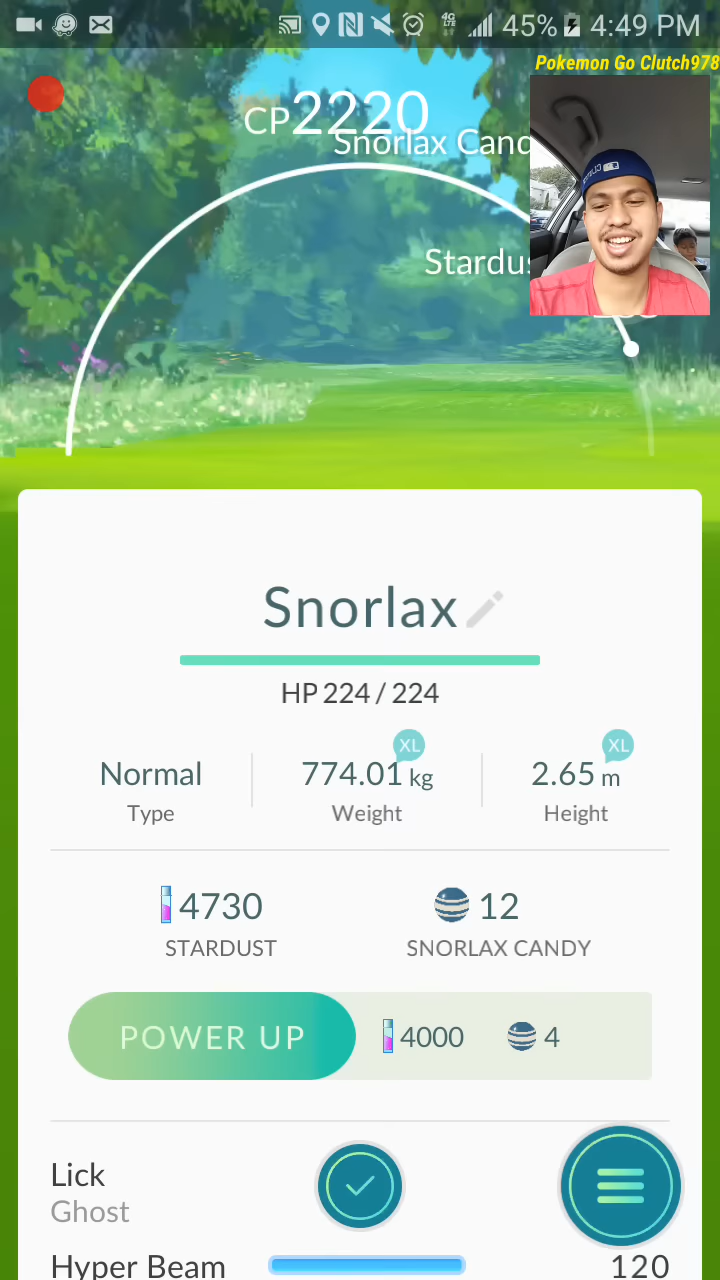 4G LTE 45% 4:49 PM
Pokemon Go Clutch978
CP2220
Snorlax Cand
Stardus
Snorlax
HP 224 / 224
XL XL
Normal 774.01 kg 2.65 m
Type Weight Height
4730 12
STARDUST SNORLAX CANDY
POWER UP 4000 4
Lick
Ghost
Hyper Beam 120